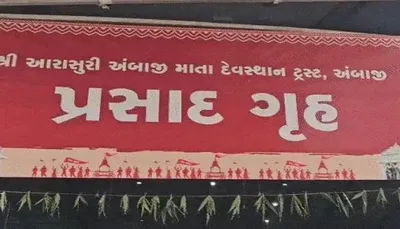 શ્રી આરાસુરી અંબાજી માતા દેવસ્થાન ટ્રસ્ટ, અંબાજી
પ્રસાદ ગૃહ